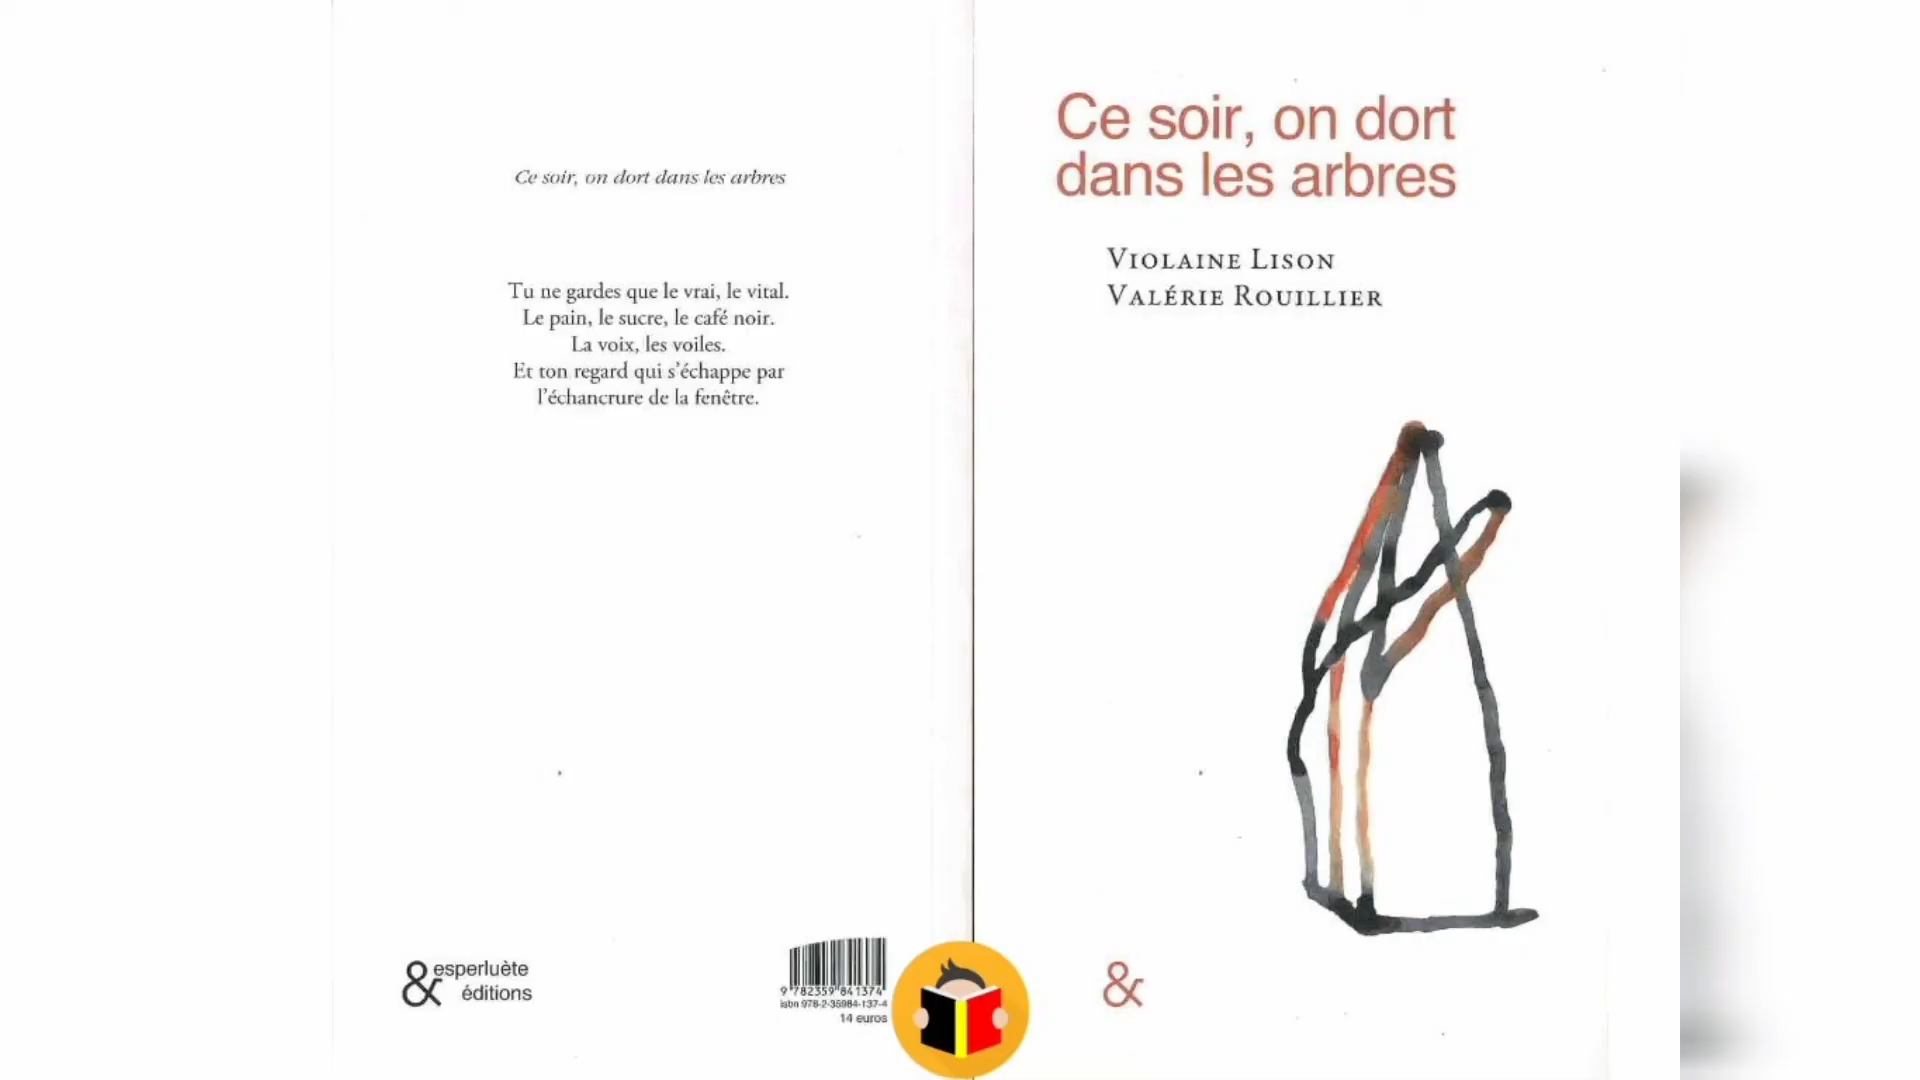 Ce soir, on dort dans les arbres
Tu ne gardes que le vrai, le vital.
Le pain, le sucre, le café noir.
La voix, les voiles.
Et ton regard qui s'échappe par
l'échancrure de la fenêtre.
& esperluète
éditions
9 782359 841374
isbn 978-2-35984-137-4
14 euros
Ce soir, on dort
dans les arbres
Violaine Lison
Valérie Rouillier
&